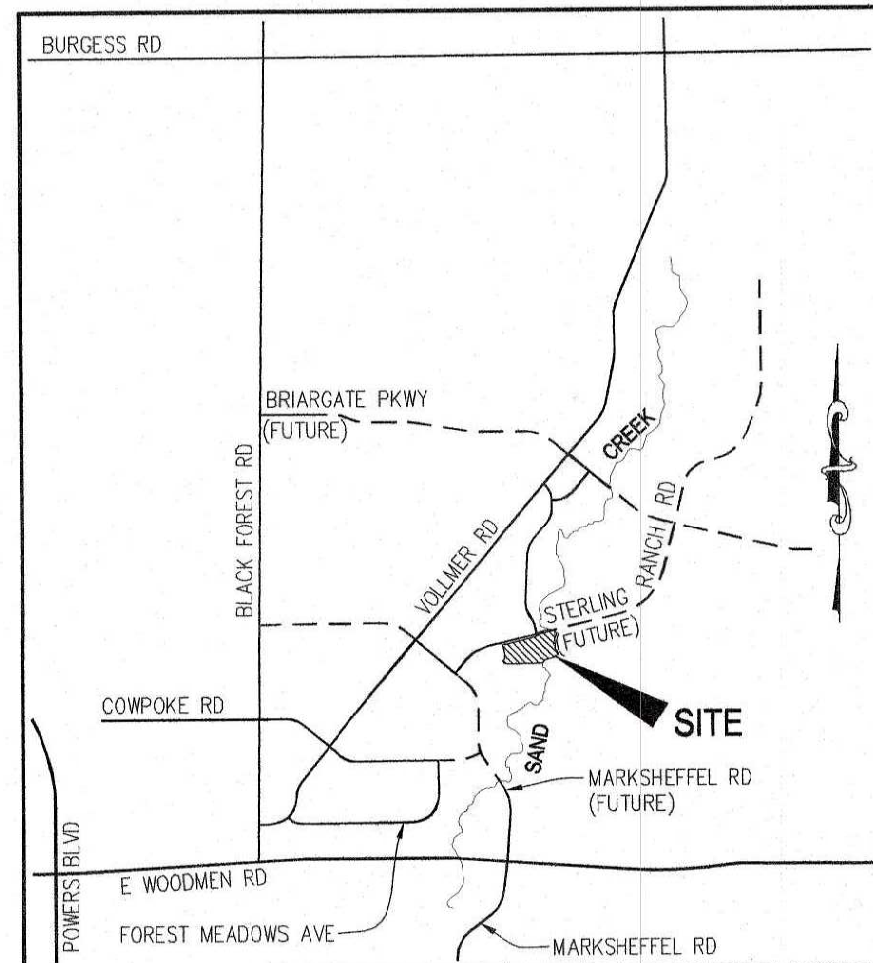 BURGESS RD
BRIARGATE PKWY
(FUTURE)
BLACK FOREST RD
CREEK
VOLLMER RD
RANCH RD
STERLING
(FUTURE)
COWPOKE RD
SITE
SAND
MARKSHEFFEL RD
(FUTURE)
POWERS BLVD
E WOODMEN RD
FOREST MEADOWS AVE
MARKSHEFFEL RD